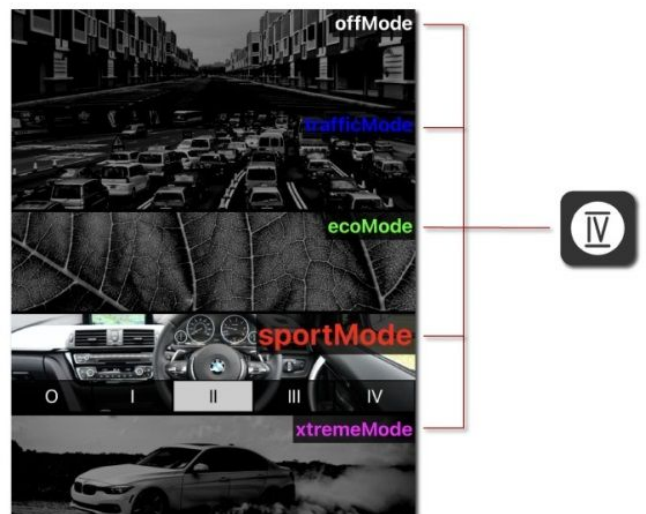 offMode
trafficMode
ecoMode
IV
sportMode
O I II III IV
xtremeMode